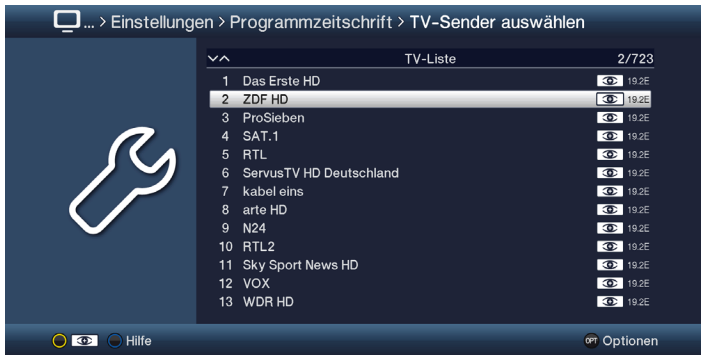 ... > Einstellungen > Programmzeitschrift > TV-Sender auswählen
TV-Liste 2/723
1 Das Erste HD 19.2E
2 ZDF HD 19.2E
3 ProSieben 19.2E
4 SAT.1 19.2E
5 RTL 19.2E
6 ServusTV HD Deutschland 19.2E
7 kabel eins 19.2E
8 arte HD 19.2E
9 N24 19.2E
10 RTL2 19.2E
11 Sky Sport News HD 19.2E
12 VOX 19.2E
13 WDR HD 19.2E
Hilfe OPT Optionen